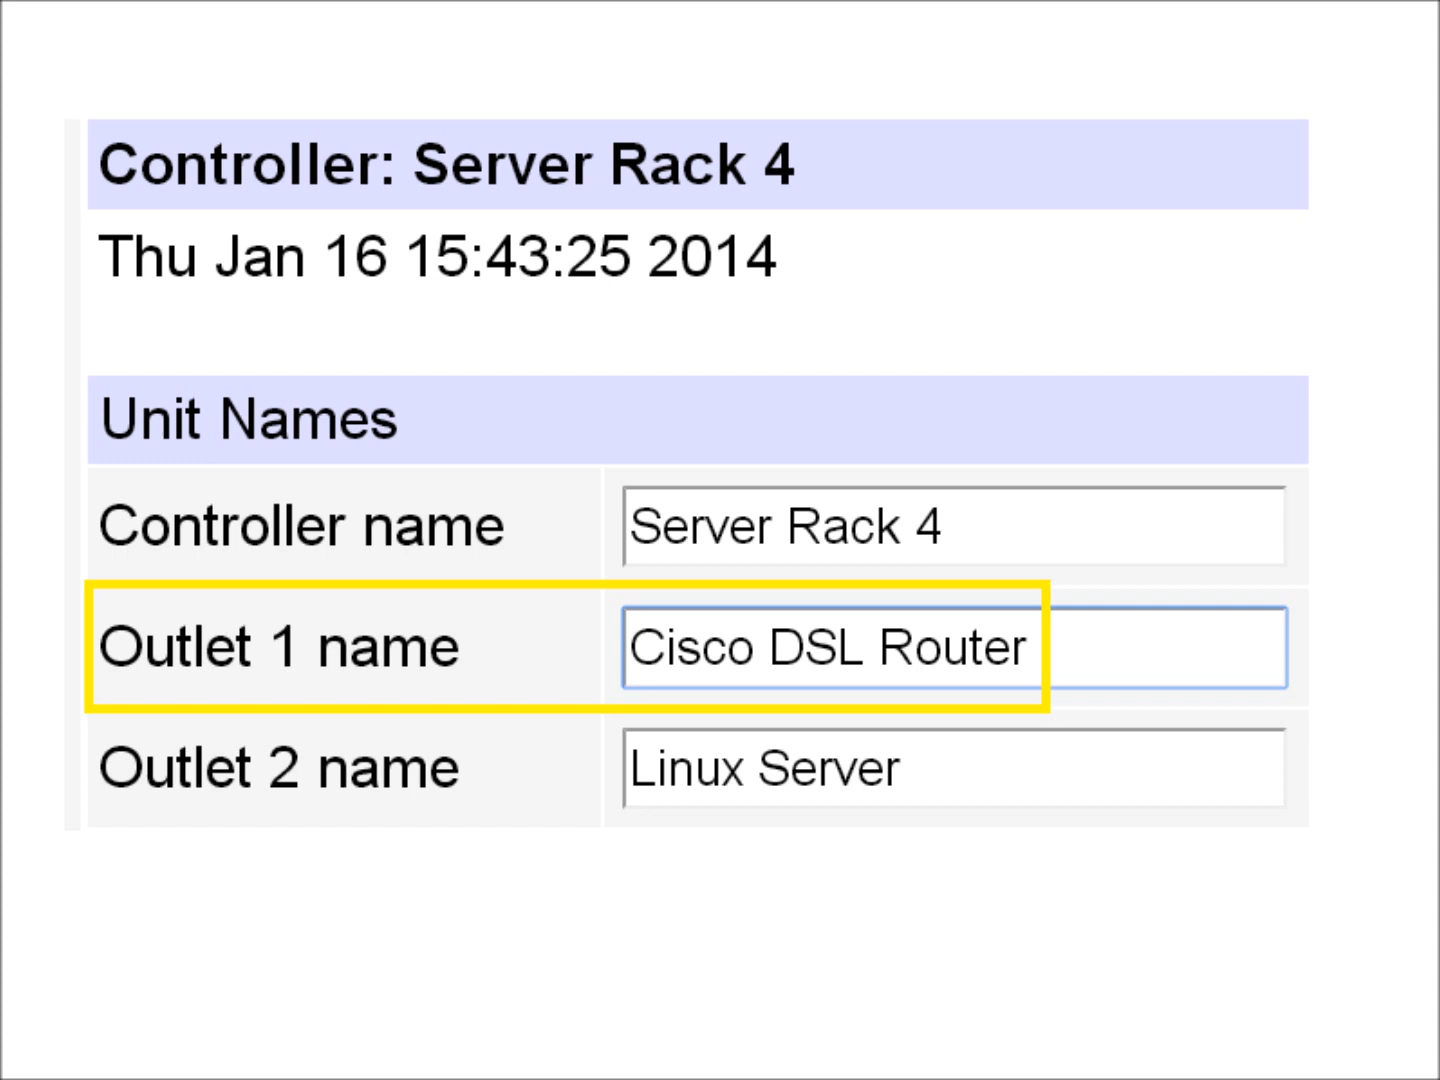 Controller: Server Rack 4
Thu Jan 16 15:43:25 2014
Unit Names
Controller name Server Rack 4
Outlet 1 name Cisco DSL Router
Outlet 2 name Linux Server